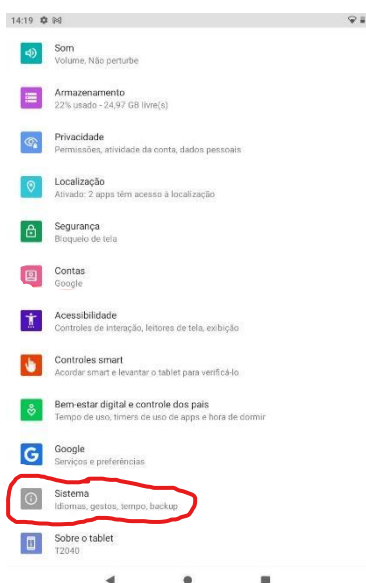 14:19
Som
Volume, Não perturbe
Armazenamento
22% usado - 24,97 GB livre(s)
Privacidade
Permissões, atividade da conta, dados pessoais
Localização
Ativado: 2 apps têm acesso à localização
Segurança
Bloqueio de tela
Contas
Google
Acessibilidade
Controles de interação, leitores de tela, exibição
Controles smart
Acordar smart e levantar o tablet para verificá-lo
Bem-estar digital e controle dos pais
Tempo de uso, timers de uso de apps e hora de dormir
G
Google
Serviços e preferências
Sistema
Idiomas, gestos, tempo, backup
Sobre o tablet
T2040